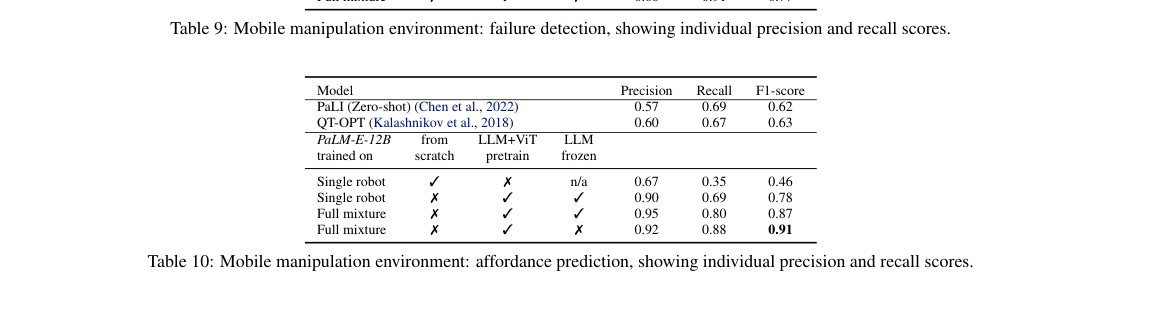 Table 9: Mobile manipulation environment: failure detection, showing individual precision and recall scores.
Model Precision Recall F1-score
PaLI (Zero-shot) (Chen et al., 2022) 0.57 0.69 0.62
QT-OPT (Kalashnikov et al., 2018) 0.60 0.67 0.63
PaLM-E-12B from LLM+ViT LLM
trained on scratch pretrain frozen
Single robot ✓ ✗ n/a 0.67 0.35 0.46
Single robot ✗ ✓ ✓ 0.90 0.69 0.78
Full mixture ✗ ✓ ✓ 0.95 0.80 0.87
Full mixture ✗ ✓ ✗ 0.92 0.88 0.91
Table 10: Mobile manipulation environment: affordance prediction, showing individual precision and recall scores.